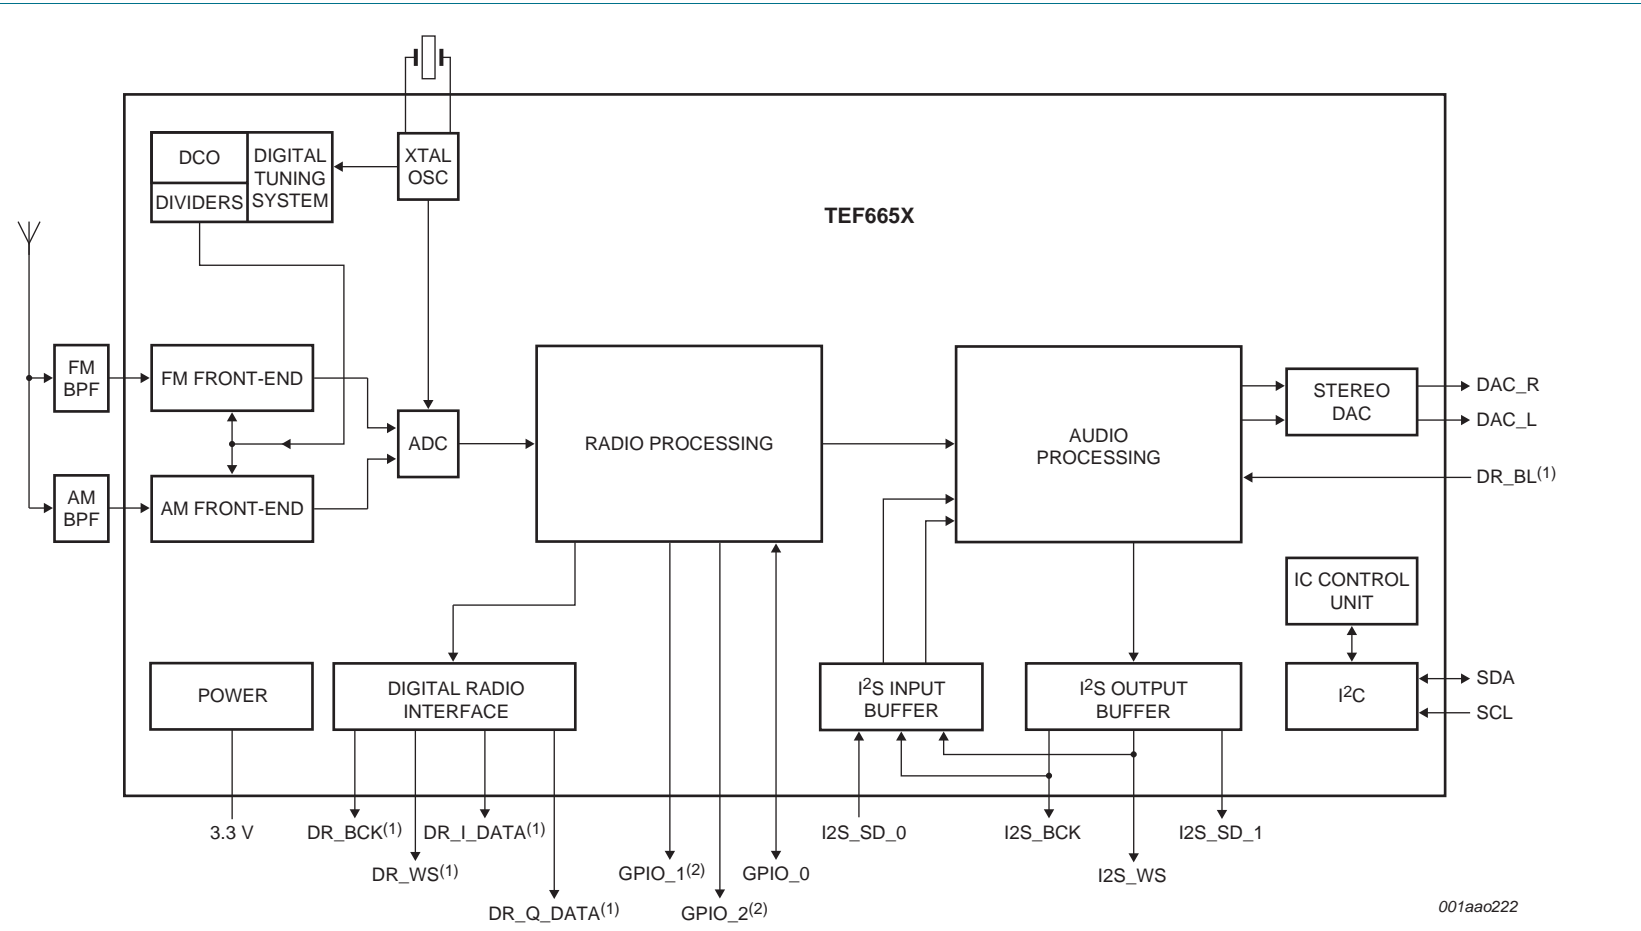 XTAL
OSC
DCO
DIVIDERS
DIGITAL
TUNING
SYSTEM
TEF665X
FM
BPF
FM FRONT-END
AM
BPF
AM FRONT-END
ADC
RADIO PROCESSING
AUDIO
PROCESSING
STEREO
DAC
DAC_R
DAC_L
DR_BL(1)
IC CONTROL
UNIT
POWER
DIGITAL RADIO
INTERFACE
I2S INPUT
BUFFER
I2S OUTPUT
BUFFER
I2C
SDA
SCL
3.3 V
DR_BCK(1)
DR_I_DATA(1)
I2S_SD_0
I2S_BCK
I2S_SD_1
DR_WS(1)
GPIO_1(2)
GPIO_0
I2S_WS
DR_Q_DATA(1)
GPIO_2(2)
001aao222